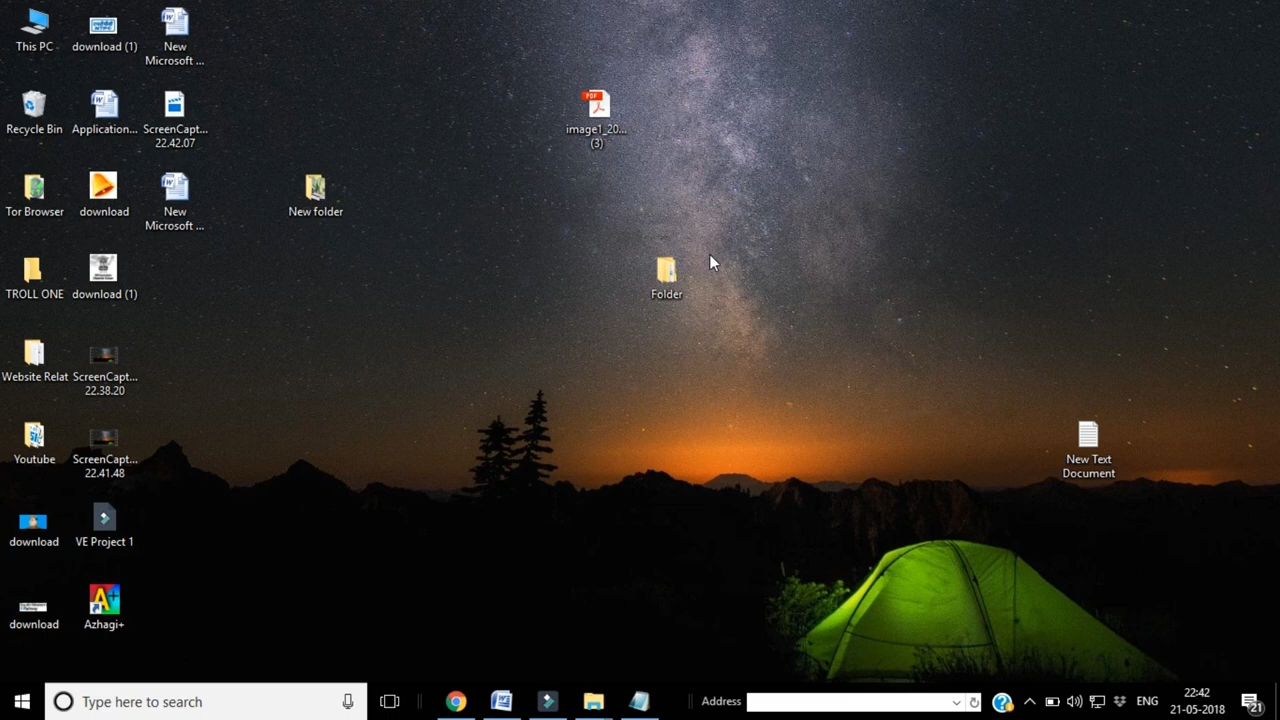 This PC
download (1)
New
Microsoft ...
Recycle Bin
Application...
ScreenCapt...
22.42.07
PDF
image1_20...
(3)
Tor Browser
download
New
Microsoft ...
New folder
TROLL ONE
download (1)
Folder
Website Relat
ScreenCapt...
22.38.20
Youtube
ScreenCapt...
22.41.48
New Text
Document
download
VE Project 1
download
A+
Azhagi+
Type here to search
Address
ENG
22:42
21-05-2018
21